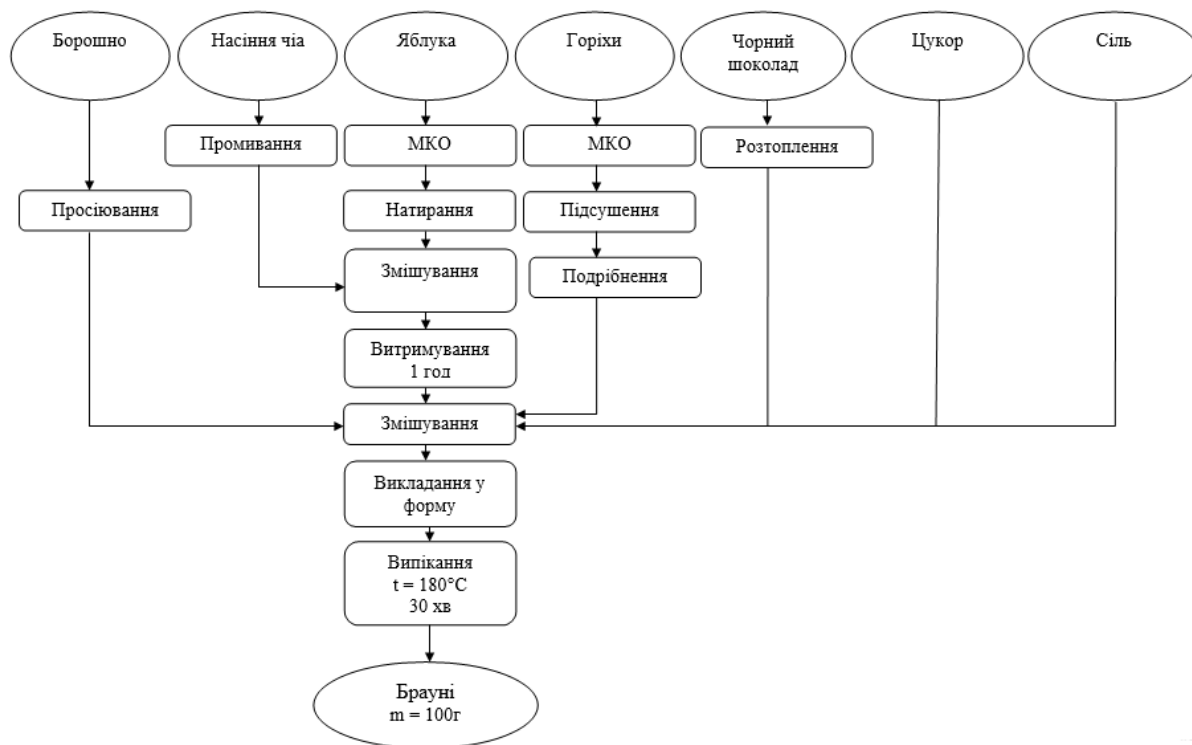 Борошно
Насіння чіа
Яблука
Горіхи
Чорний
шоколад
Цукор
Сіль
Промивання
МКО
МКО
Розтоплення
Просіювання
Натирання
Підсушення
Змішування
Подрібнення
Витримування
1 год
Змішування
Викладання у
форму
Випікання
t = 180°C
30 хв
Брауні
m = 100г